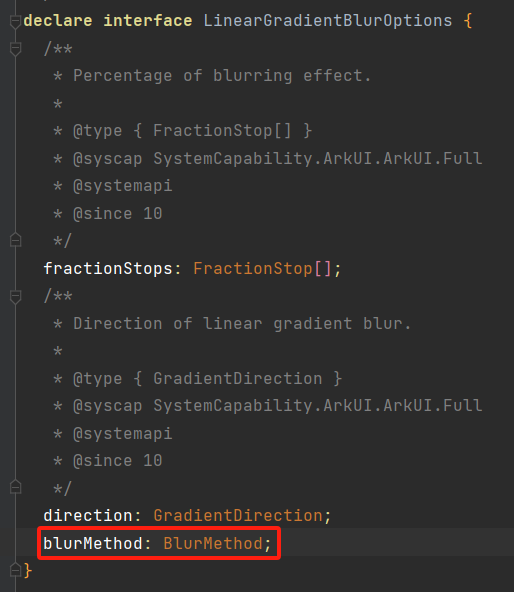 declare interface LinearGradientBlurOptions {
/**
* Percentage of blurring effect.
*
* @type { FractionStop[] }
* @syscap SystemCapability.ArkUI.ArkUI.Full
* @systemapi
* @since 10
*/
fractionStops: FractionStop[];
/**
* Direction of linear gradient blur.
*
* @type { GradientDirection }
* @syscap SystemCapability.ArkUI.ArkUI.Full
* @systemapi
* @since 10
*/
direction: GradientDirection;
blurMethod: BlurMethod;
}